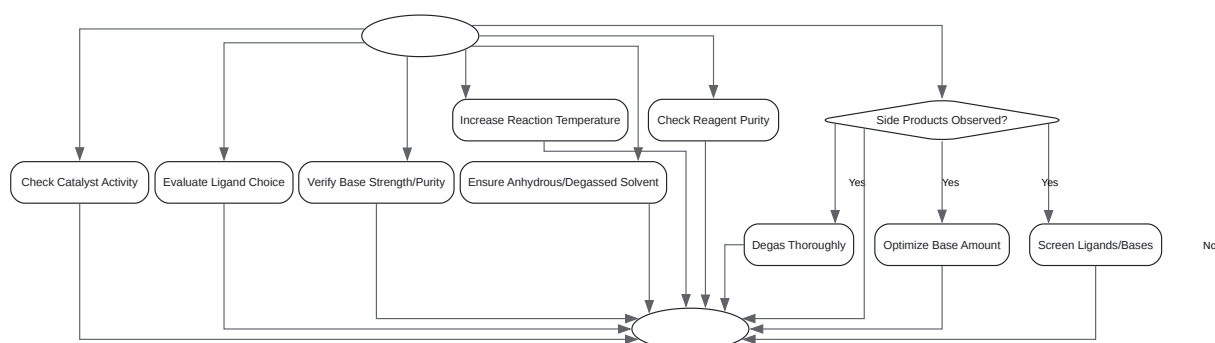 Increase Reaction Temperature
Check Reagent Purity
Side Products Observed?
Check Catalyst Activity
Evaluate Ligand Choice
Verify Base Strength/Purity
Ensure Anhydrous/Degassed Solvent
Yes
Yes
Yes
Degas Thoroughly
Optimize Base Amount
Screen Ligands/Bases
No